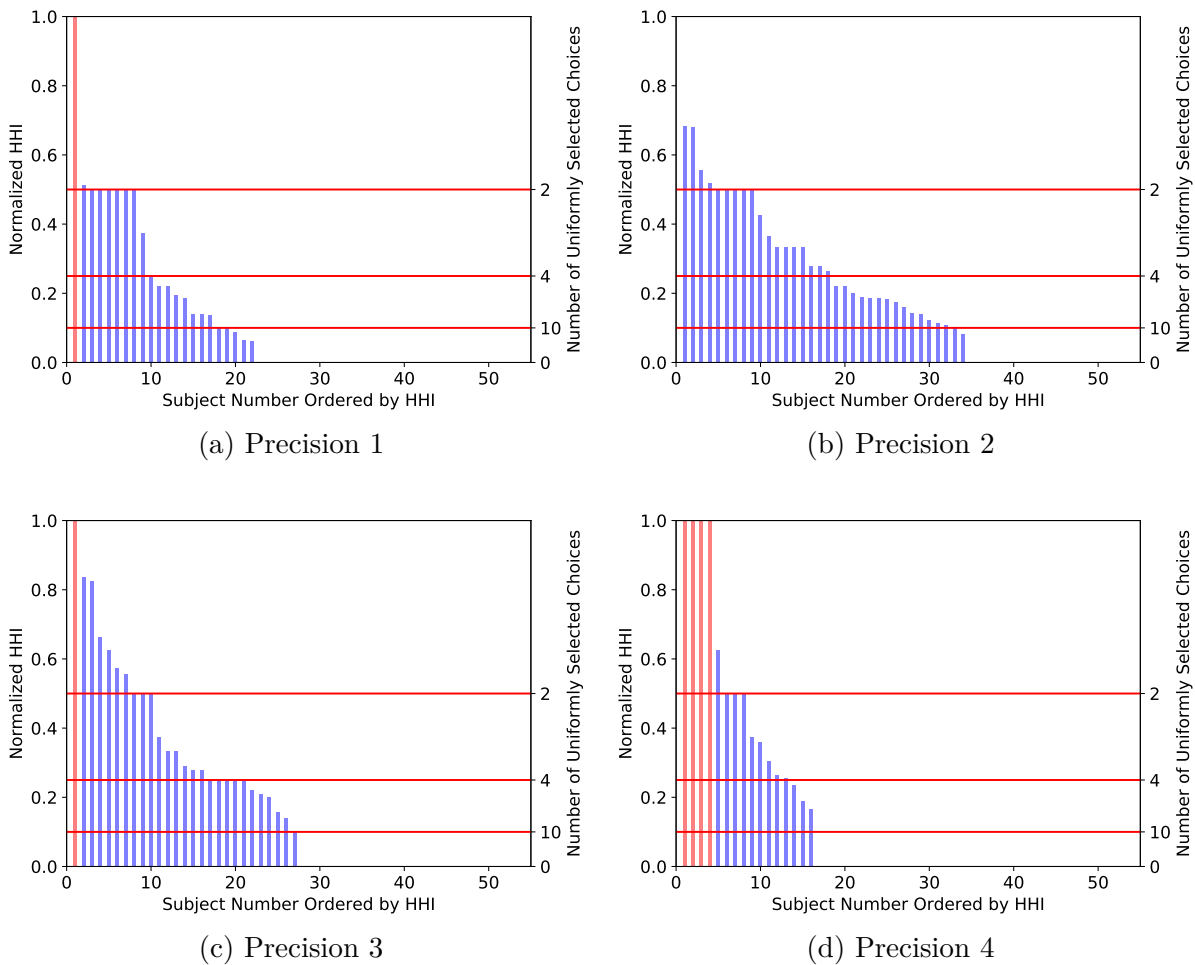 1.0
0.8
0.6
0.4
0.2
0.0
Normalized HHI
0 10 20 30 40 50
Subject Number Ordered by HHI
2
4
10
0
Number of Uniformly Selected Choices
(a) Precision 1
1.0
0.8
0.6
0.4
0.2
0.0
Normalized HHI
0 10 20 30 40 50
Subject Number Ordered by HHI
2
4
10
0
Number of Uniformly Selected Choices
(b) Precision 2
1.0
0.8
0.6
0.4
0.2
0.0
Normalized HHI
0 10 20 30 40 50
Subject Number Ordered by HHI
2
4
10
0
Number of Uniformly Selected Choices
(c) Precision 3
1.0
0.8
0.6
0.4
0.2
0.0
Normalized HHI
0 10 20 30 40 50
Subject Number Ordered by HHI
2
4
10
0
Number of Uniformly Selected Choices
(d) Precision 4